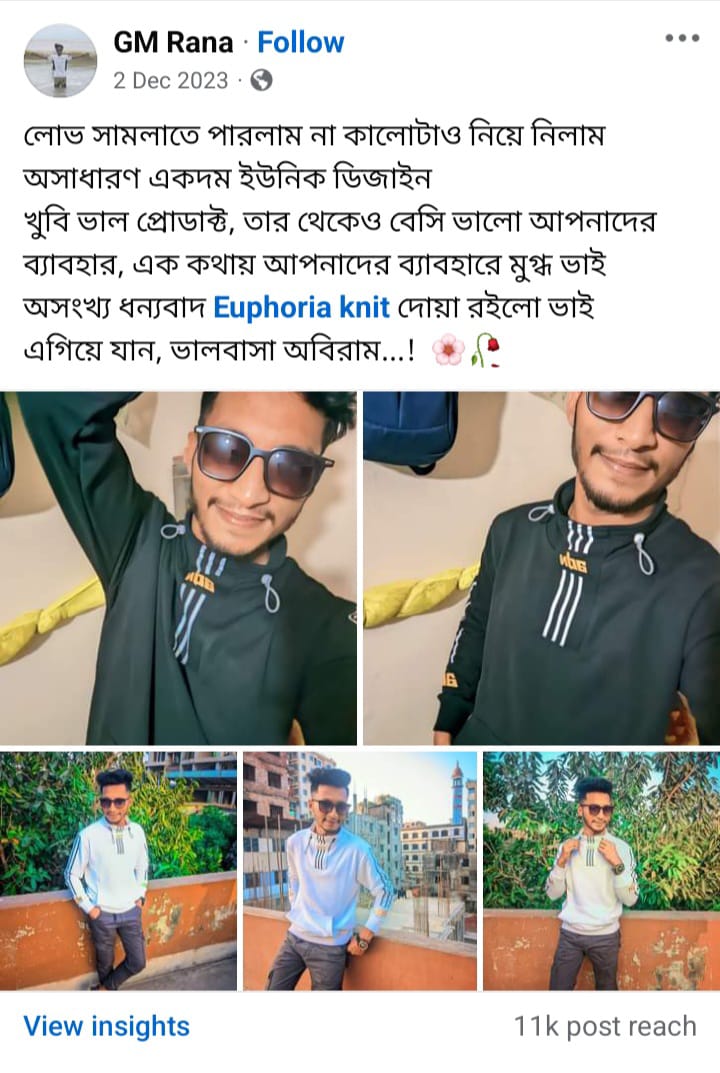 GM Rana · Follow
2 Dec 2023 ·
লোভ সামলাতে পারলাম না কালোটাও নিয়ে নিলাম
অসাধারণ একদম ইউনিক ডিজাইন
খুবি ভাল প্রোডাক্ট, তার থেকেও বেসি ভালো আপনাদের
ব্যাবহার, এক কথায় আপনাদের ব্যাবহারে মুগ্ধ ভাই
অসংখ্য ধন্যবাদ Euphoria knit দোয়া রইলো ভাই
এগিয়ে যান, ভালবাসা অবিরাম...! 🌸🥀
View insights
11k post reach